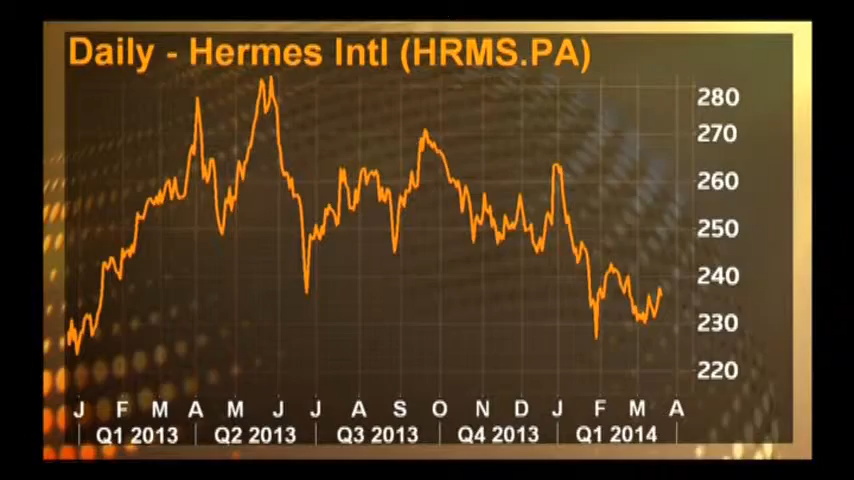 Daily - Hermes Intl (HRMS.PA)
280
270
260
250
240
230
220
J F M A M J J A S O N D J F M A
Q1 2013 Q2 2013 Q3 2013 Q4 2013 Q1 2014